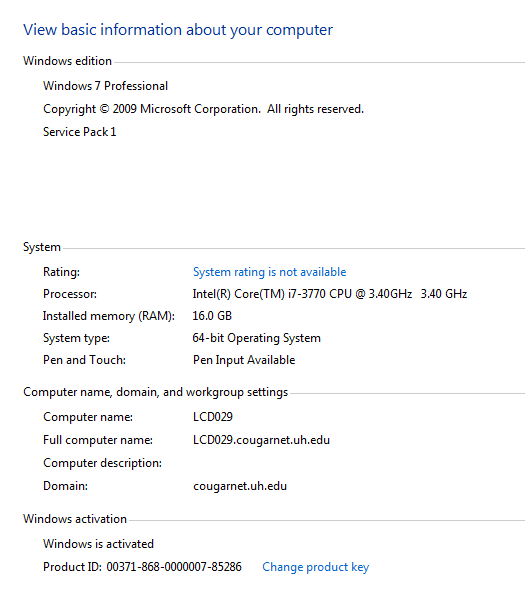 View basic information about your computer
Windows edition
Windows 7 Professional
Copyright © 2009 Microsoft Corporation.  All rights reserved.
Service Pack 1
System
Rating: System rating is not available
Processor: Intel(R) Core(TM) i7-3770 CPU @ 3.40GHz   3.40 GHz
Installed memory (RAM): 16.0 GB
System type: 64-bit Operating System
Pen and Touch: Pen Input Available
Computer name, domain, and workgroup settings
Computer name: LCD029
Full computer name: LCD029.cougarnet.uh.edu
Computer description:
Domain: cougarnet.uh.edu
Windows activation
Windows is activated
Product ID: 00371-868-0000007-85286 Change product key